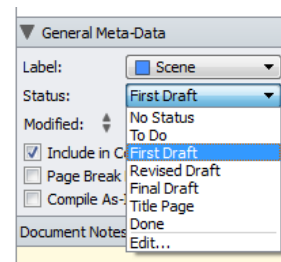 General Meta-Data
Label: Scene
Status: First Draft
Modified: No Status
To Do
Include in First Draft
Page Break Revised Draft
Final Draft
Compile As- Title Page
Done
Document Notes Edit...